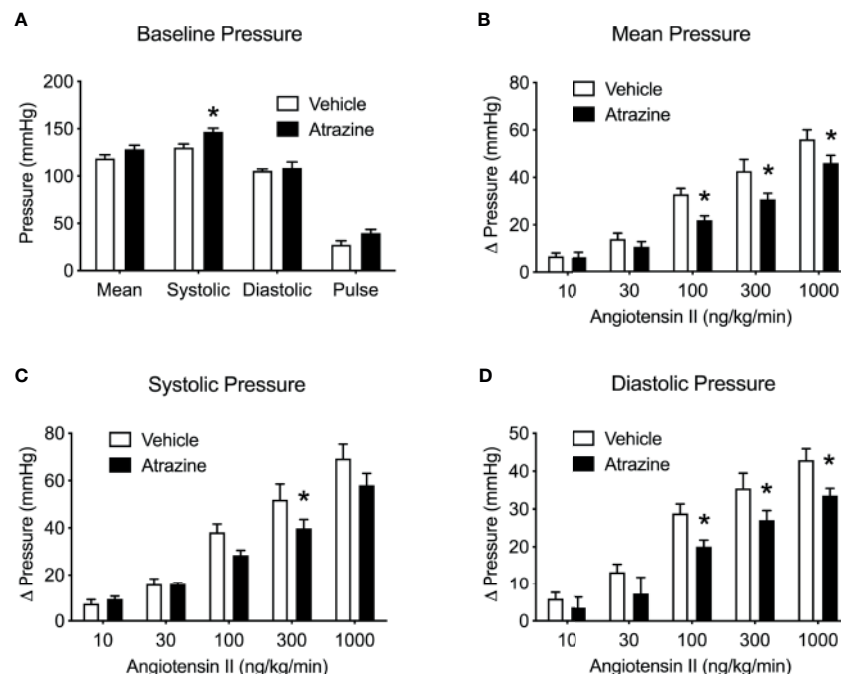 A
Baseline Pressure
Pressure (mmHg)
200
150
100
50
0
Vehicle
Atrazine
*
Mean Systolic Diastolic Pulse
B
Mean Pressure
Δ Pressure (mmHg)
80
60
40
20
0
Vehicle
Atrazine
*
*
*
10 30 100 300 1000
Angiotensin II (ng/kg/min)
C
Systolic Pressure
Δ Pressure (mmHg)
80
60
40
20
0
Vehicle
Atrazine
*
10 30 100 300 1000
Angiotensin II (ng/kg/min)
D
Diastolic Pressure
Δ Pressure (mmHg)
50
40
30
20
10
0
Vehicle
Atrazine
*
*
*
10 30 100 300 1000
Angiotensin II (ng/kg/min)